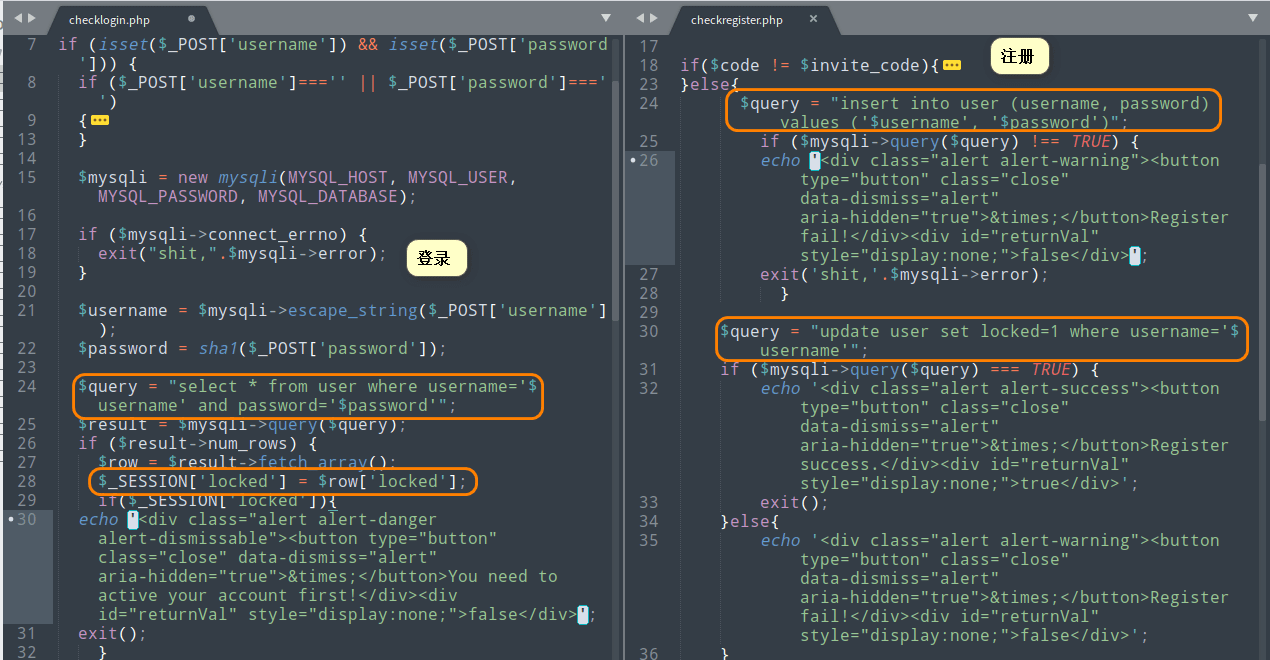 checklogin.php
7 if (isset($_POST['username']) && isset($_POST['password
'])) {
8 if ($_POST['username']==='' || $_POST['password']==='
')
9 {
13 }
14
15 $mysqli = new mysqli(MYSQL_HOST, MYSQL_USER,
MYSQL_PASSWORD, MYSQL_DATABASE);
16
17 if ($mysqli->connect_errno) {
18 exit("shit,".$mysqli->error);
登录
19 }
20
21 $username = $mysqli->escape_string($_POST['username']
);
22 $password = sha1($_POST['password']);
23
24 $query = "select * from user where username='$
username' and password='$password'";
25 $result = $mysqli->query($query);
26 if ($result->num_rows) {
27 $row = $result->fetch_array();
28 $_SESSION['locked'] = $row['locked'];
29 if($_SESSION['locked']){
30 echo '<div class="alert alert-danger
alert-dismissable"><button type="button"
class="close" data-dismiss="alert"
aria-hidden="true">&times;</button>You need to
active your account first!</div><div
id="returnVal" style="display:none;">false</div>';
31 exit();
32 }
checkregister.php
17
18 if($code != $invite_code){
注册
23 }else{
24 $query = "insert into user (username, password)
values ('$username', '$password')";
25 if ($mysqli->query($query) !== TRUE) {
26 echo '<div class="alert alert-warning"><button
type="button" class="close"
data-dismiss="alert"
aria-hidden="true">&times;</button>Register
fail!</div><div id="returnVal"
style="display:none;">false</div>';
27 exit('shit,'.$mysqli->error);
28 }
29
30 $query = "update user set locked=1 where username='$
username'";
31 if ($mysqli->query($query) === TRUE) {
32 echo '<div class="alert alert-success"><button
type="button" class="close"
data-dismiss="alert"
aria-hidden="true">&times;</button>Register
success.</div><div id="returnVal"
style="display:none;">true</div>';
33 exit();
34 }else{
35 echo '<div class="alert alert-warning"><button
type="button" class="close"
data-dismiss="alert"
aria-hidden="true">&times;</button>Register
fail!</div><div id="returnVal"
style="display:none;">false</div>';
36 }